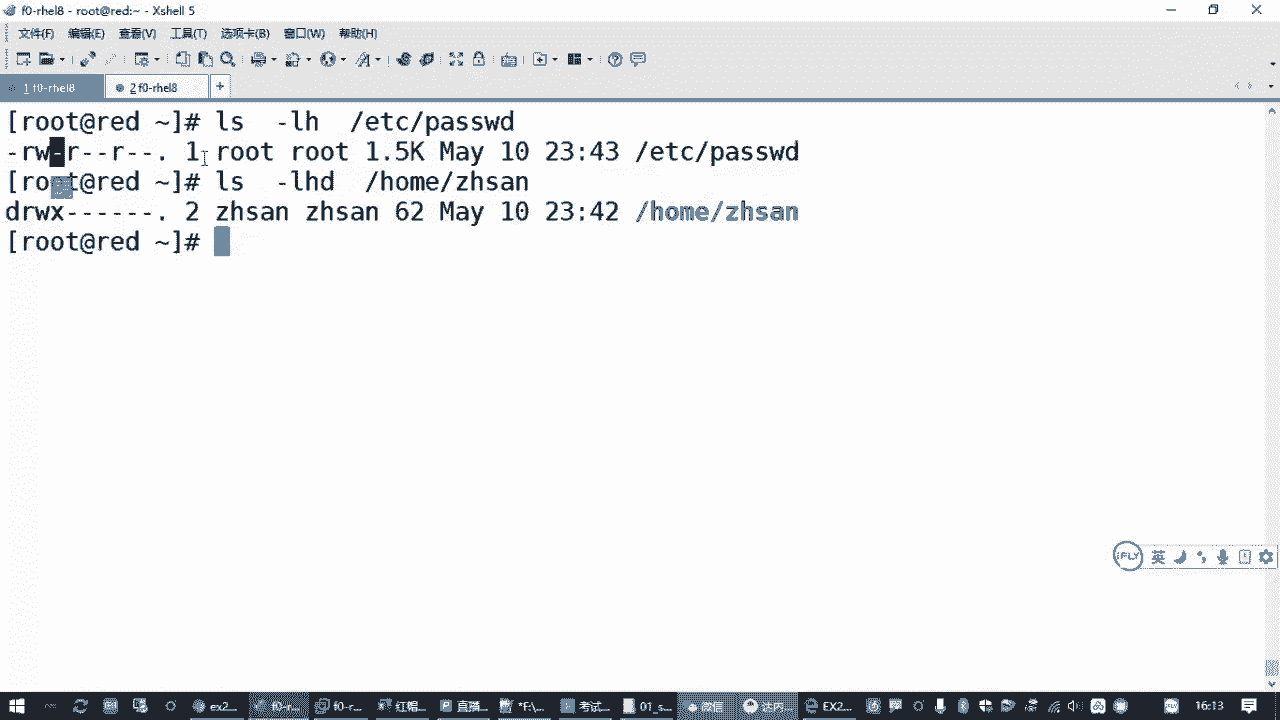 f0-rhel8 - root@red:~ - Xshell 5
文件(F) 编辑(E) 查看(V) 工具(T) 选项卡(B) 窗口(W) 帮助(H)
1 f0-rhel8 2 f0-rhel8
[root@red ~]# ls  -lh  /etc/passwd
-rw-r--r--. 1 root root 1.5K May 10 23:43 /etc/passwd
[root@red ~]# ls  -lhd  /home/zhsan
drwx------. 2 zhsan zhsan 62 May 10 23:42 /home/zhsan
[root@red ~]#
iFLY 英
ex2... f0-r... f0-r... 红帽... 直播... *F:\... 考试... 01_s... 微信 EX2... 16:13